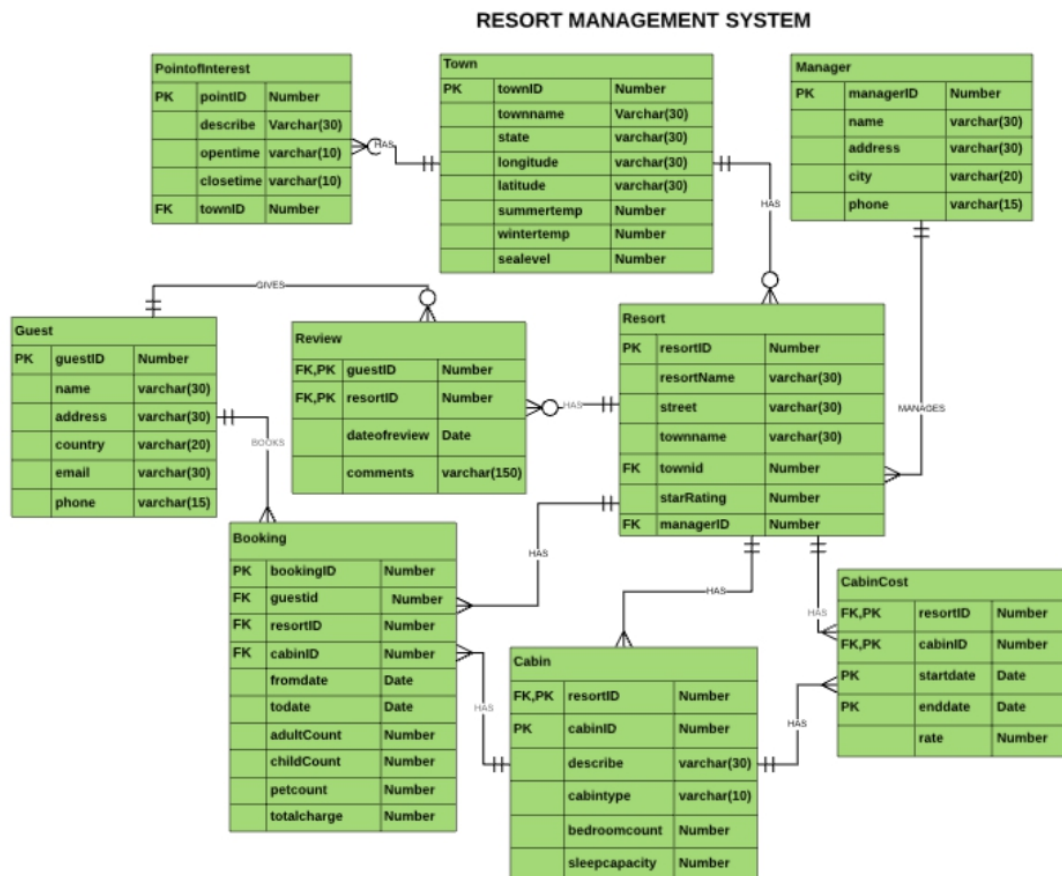 RESORT MANAGEMENT SYSTEM
PointofInterest
PK pointID Number
describe Varchar(30)
opentime varchar(10)
closetime varchar(10)
FK townID Number
HAS
Town
PK townID Number
townname Varchar(30)
state varchar(30)
longitude varchar(30)
latitude varchar(30)
summertemp Number
wintertemp Number
sealevel Number
HAS
Manager
PK managerID Number
name varchar(30)
address varchar(30)
city varchar(20)
phone varchar(15)
MANAGES
GIVES
Guest
PK guestID Number
name varchar(30)
address varchar(30)
country varchar(20)
email varchar(30)
phone varchar(15)
BOOKS
Review
FK,PK guestID Number
FK,PK resortID Number
dateofreview Date
comments varchar(150)
HAS
Resort
PK resortID Number
resortName varchar(30)
street varchar(30)
townname varchar(30)
FK townid Number
starRating Number
FK managerID Number
HAS
HAS
HAS
Booking
PK bookingID Number
FK guestid Number
FK resortID Number
FK cabinID Number
fromdate Date
todate Date
adultCount Number
childCount Number
petcount Number
totalcharge Number
HAS
Cabin
FK,PK resortID Number
PK cabinID Number
describe varchar(30)
cabintype varchar(10)
bedroomcount Number
sleepcapacity Number
HAS
CabinCost
FK,PK resortID Number
FK,PK cabinID Number
PK startdate Date
PK enddate Date
rate Number